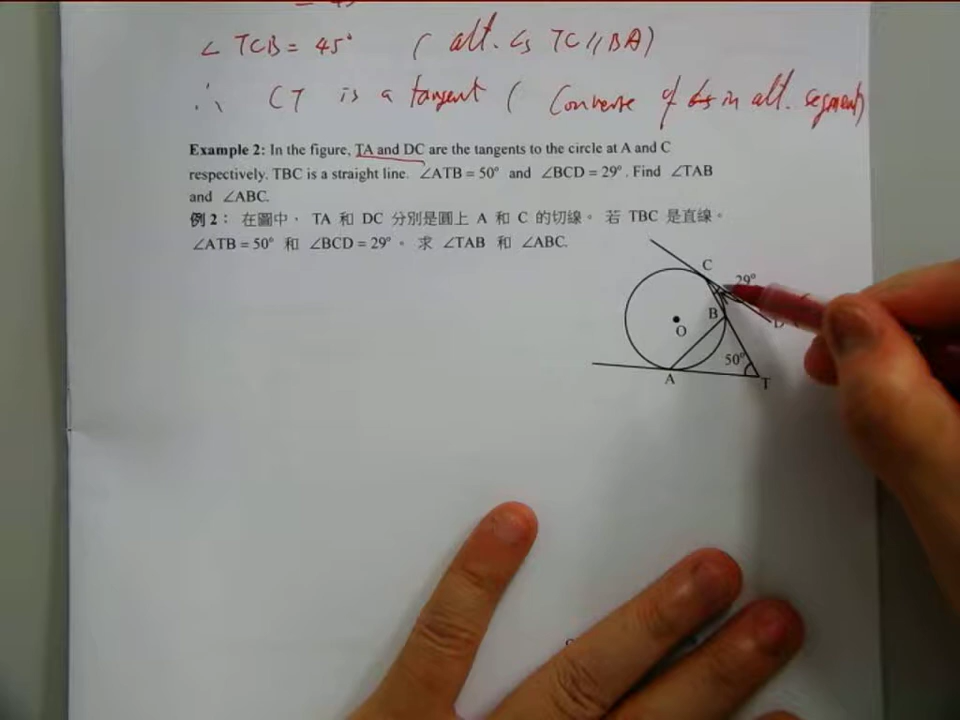 ∠ TCB = 45° ( alt. ∠s TC // BA)
∴ CT is a tangent ( Converse of ∠s in alt. segment)
Example 2: In the figure, TA and DC are the tangents to the circle at A and C
respectively. TBC is a straight line. ∠ATB = 50° and ∠BCD = 29°. Find ∠TAB
and ∠ABC.
例 2： 在圖中， TA 和 DC 分別是圓上 A 和 C 的切線。 若 TBC 是直線。
∠ATB = 50° 和 ∠BCD = 29°。 求 ∠TAB 和 ∠ABC.
C
29°
B
D
O
50°
A
T